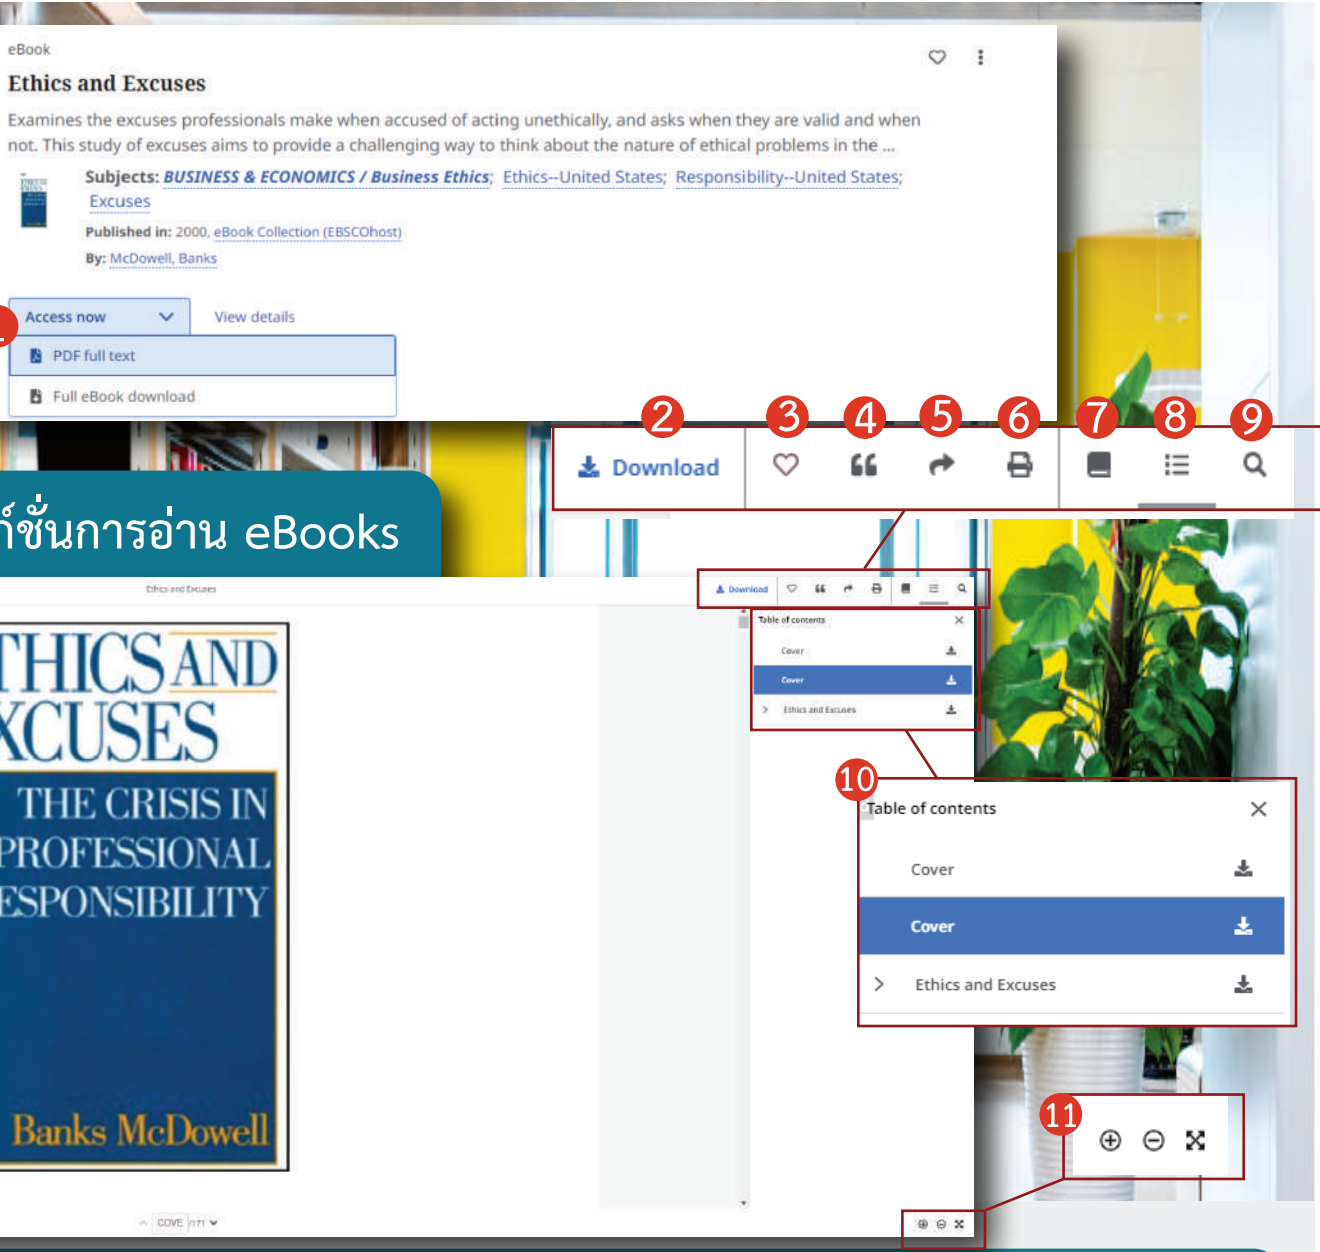 eBook
Ethics and Excuses
Examines the excuses professionals make when accused of acting unethically, and asks when they are valid and when
not. This study of excuses aims to provide a challenging way to think about the nature of ethical problems in the ...
Subjects: BUSINESS & ECONOMICS / Business Ethics; Ethics--United States; Responsibility--United States;
Excuses
Published in: 2000, eBook Collection (EBSCOhost)
By: McDowell, Banks
Access now View details
PDF full text
Full eBook download
2 3 4 5 6 7 8 9
Download
ก์ชั่นการอ่าน eBooks
Ethics and Excuses
Download
Table of contents
Cover
Cover
Ethics and Excuses
THICS AND
XCUSES
THE CRISIS IN
PROFESSIONAL
ESPONSIBILITY
Banks McDowell
10
Table of contents
Cover
Cover
Ethics and Excuses
11
COVE /171